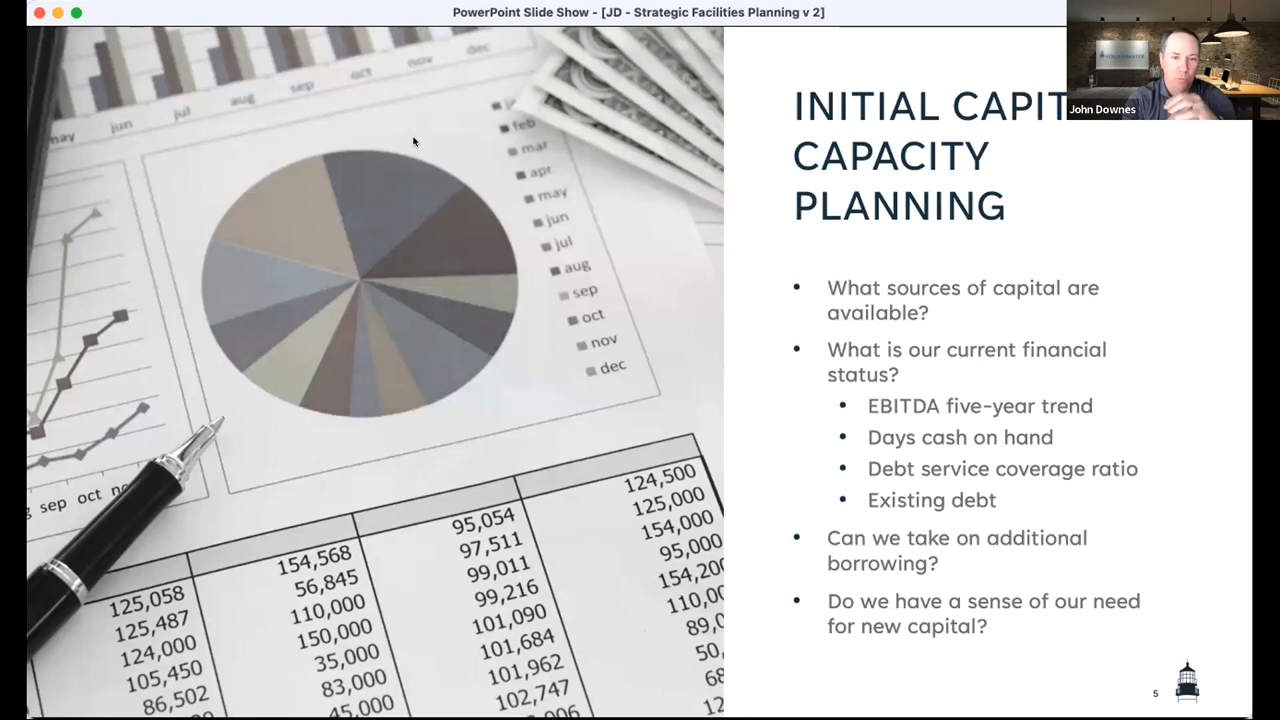 PowerPoint Slide Show - [JD - Strategic Facilities Planning v 2]
John Downes
INITIAL CAPIT
CAPACITY
PLANNING
• What sources of capital are
available?
• What is our current financial
status?
• EBITDA five-year trend
• Days cash on hand
• Debt service coverage ratio
• Existing debt
• Can we take on additional
borrowing?
• Do we have a sense of our need
for new capital?
5
may jun jul aug sep oct nov dec
feb
mar
apr
may
jun
jul
aug
sep
oct
nov
dec
sep oct
125,058
125,487
124,000
105,450
86,502
154,568
56,845
110,000
150,000
35,000
83,000
45,000
95,054
97,511
99,011
99,216
101,090
101,684
101,962
102,747
124,500
125,000
154,000
95,000
154,200